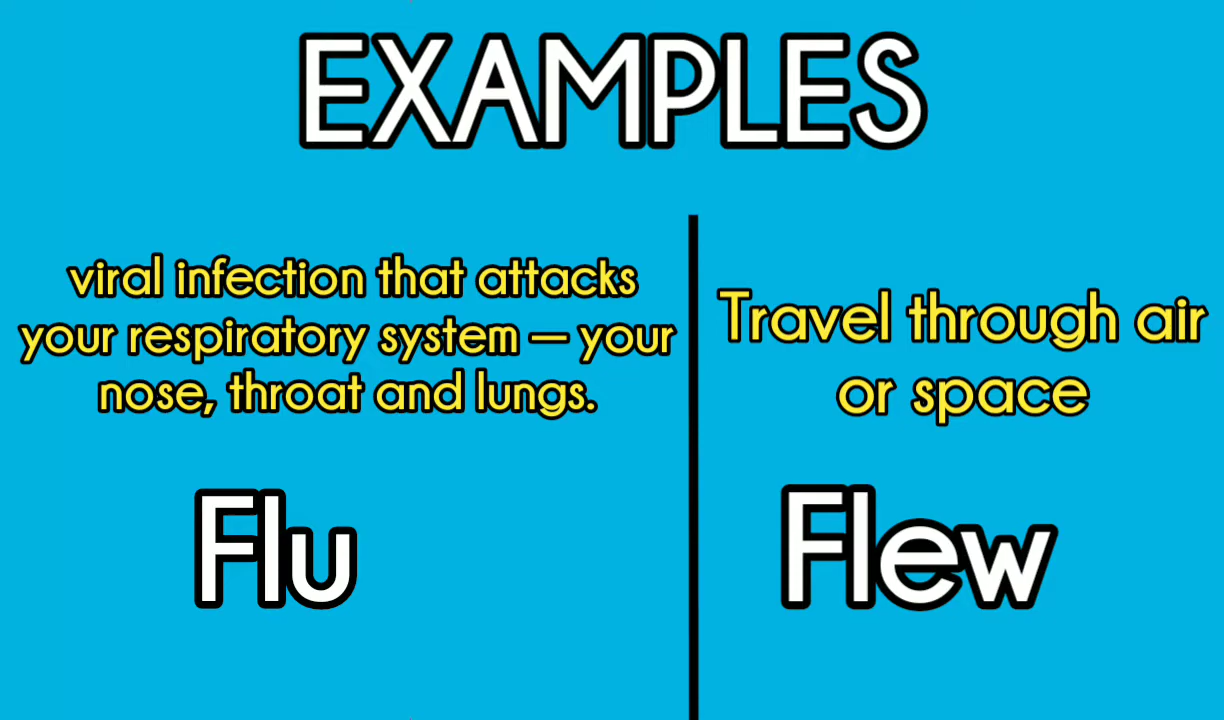 EXAMPLES
viral infection that attacks
your respiratory system — your
nose, throat and lungs.
Flu
Travel through air
or space
Flew